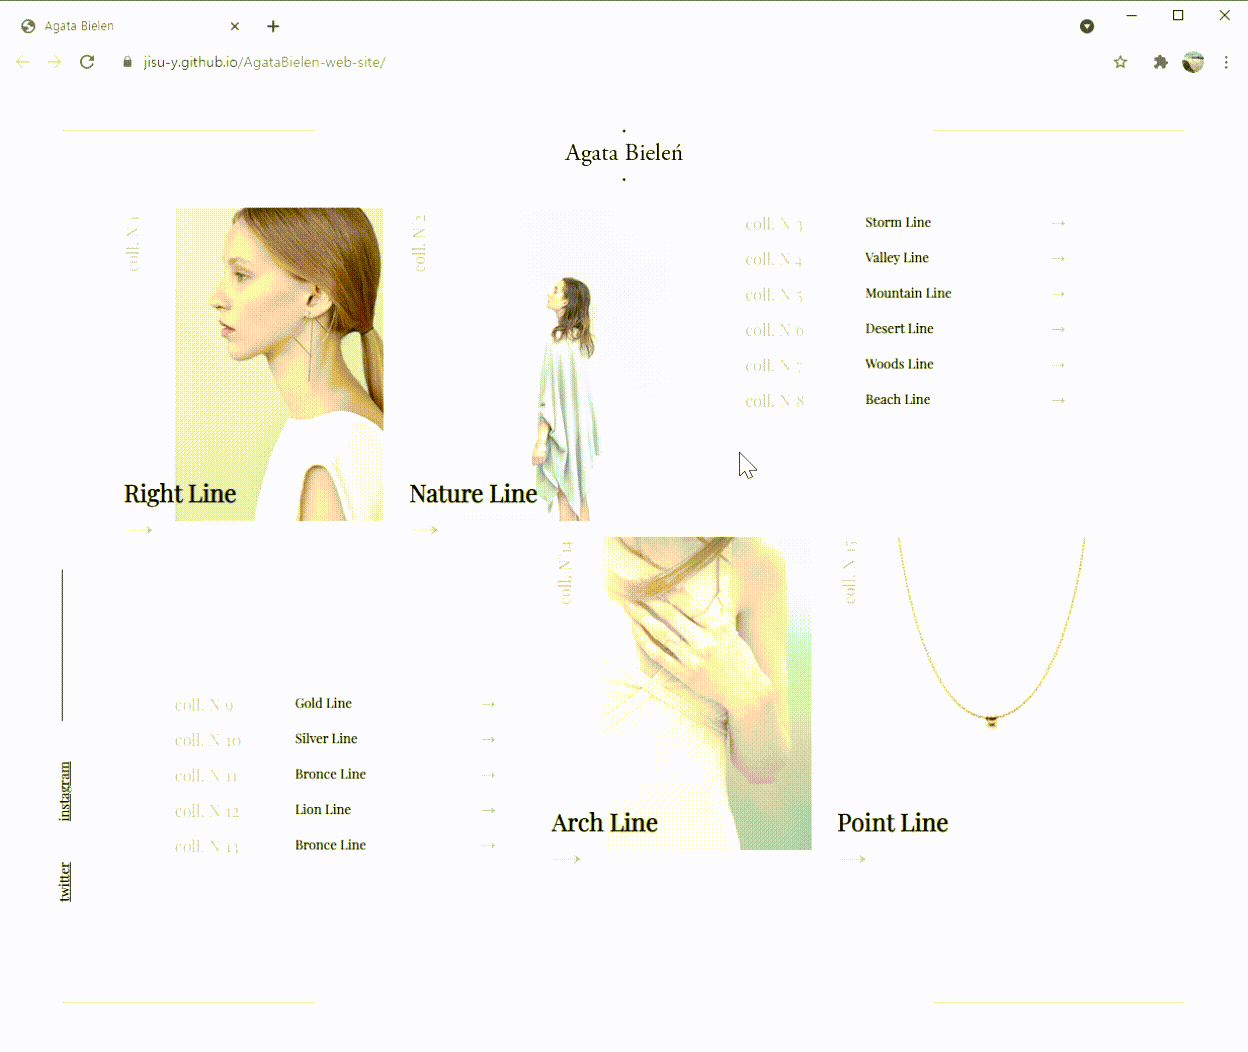 Agata Bielen
jisu-y.github.io/AgataBielen-web-site/
Agata Bieleń
coll. N°1
Right Line
coll. N°2
Nature Line
coll. N°3 Storm Line
coll. N°4 Valley Line
coll. N°5 Mountain Line
coll. N°6 Desert Line
coll. N°7 Woods Line
coll. N°8 Beach Line
instagram
twitter
coll. N°9 Gold Line
coll. N°10 Silver Line
coll. N°11 Bronce Line
coll. N°12 Lion Line
coll. N°13 Bronce Line
coll. N°14
Arch Line
coll. N°15
Point Line